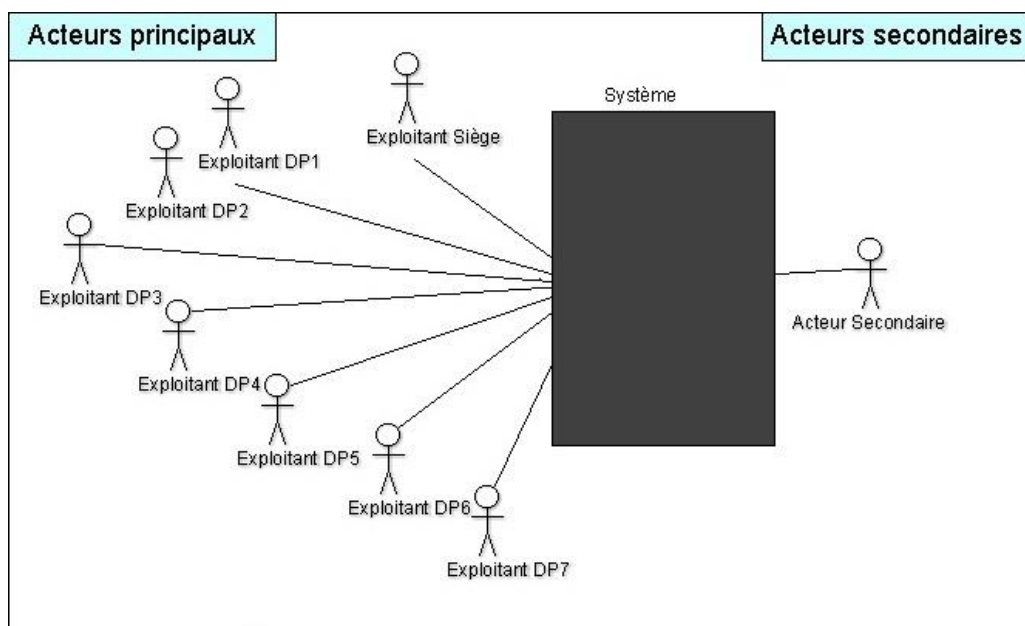 Acteurs principaux
Acteurs secondaires
Système
Exploitant Siège
Exploitant DP1
Exploitant DP2
Exploitant DP3
Acteur Secondaire
Exploitant DP4
Exploitant DP5
Exploitant DP6
Exploitant DP7